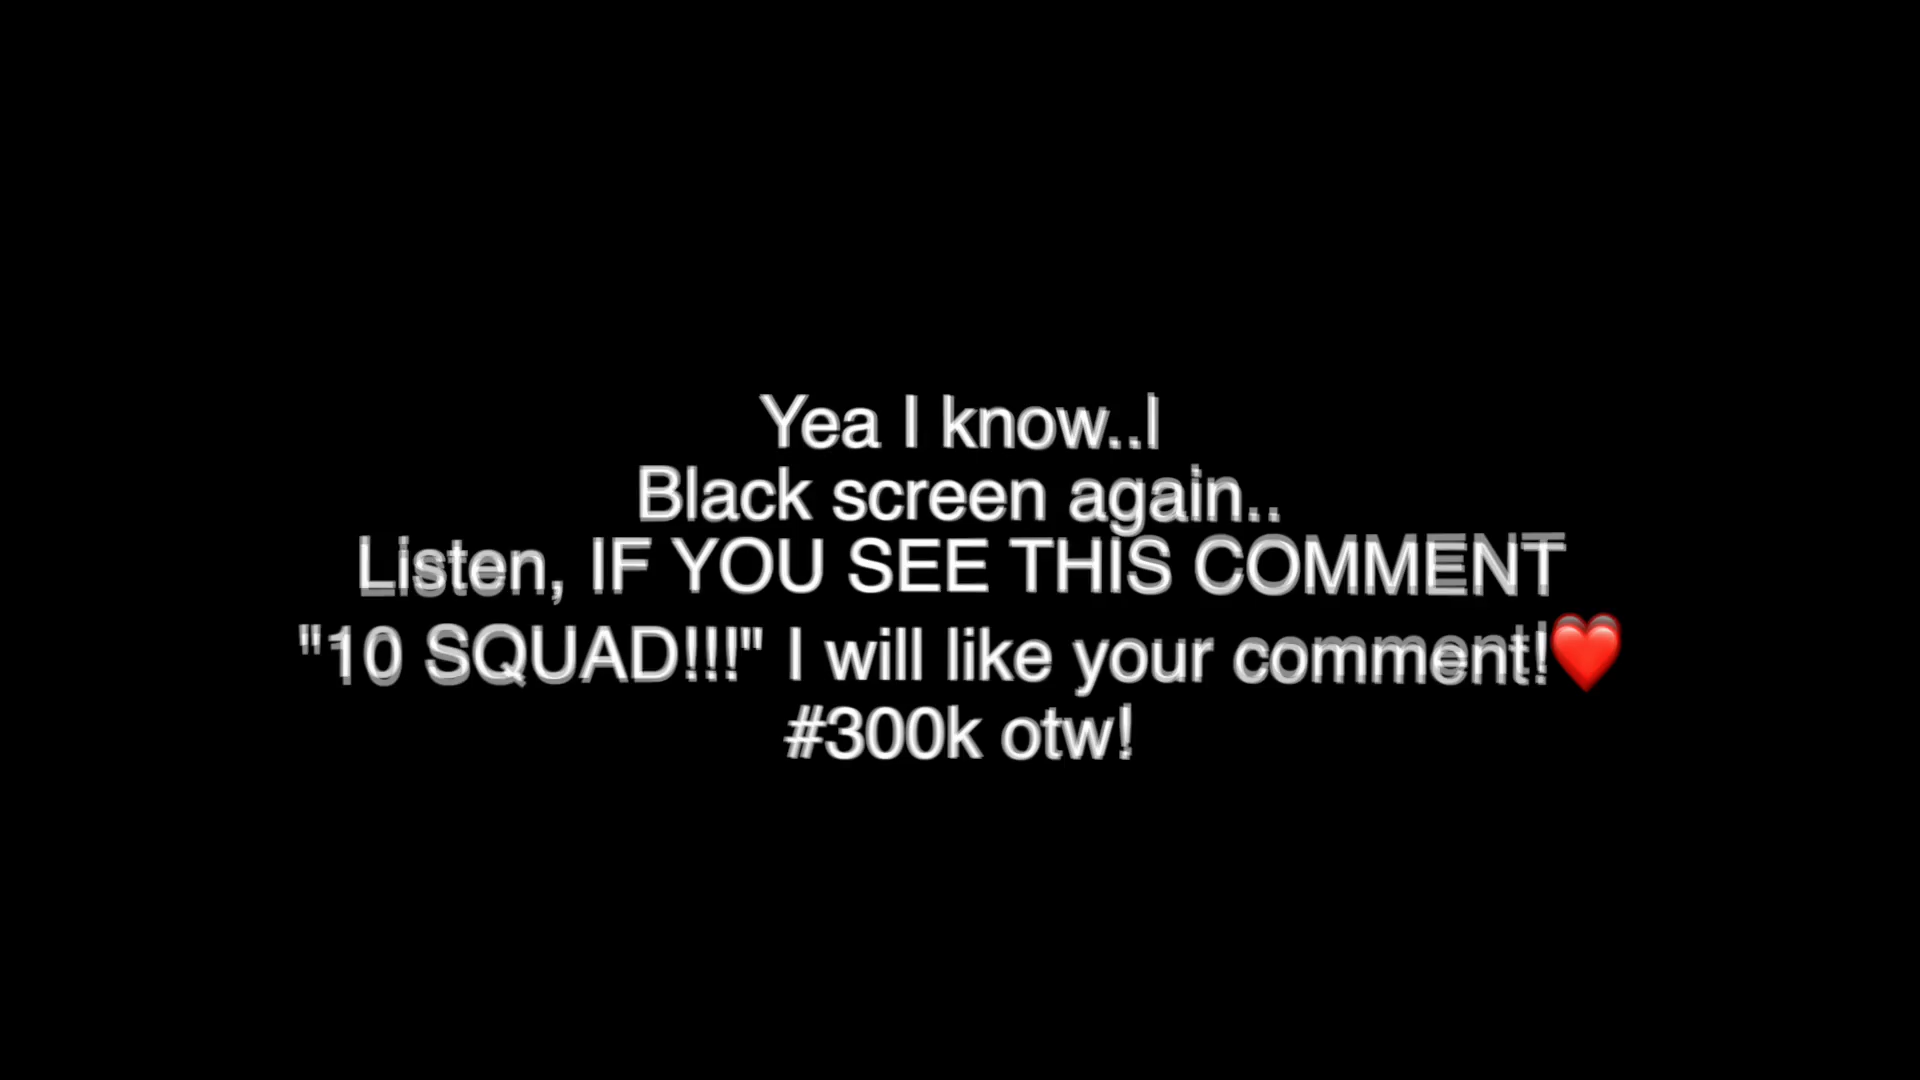 Yea I know..|
Black screen again..
Listen, IF YOU SEE THIS COMMENT
"10 SQUAD!!!" I will like your comment!❤️
#300k otw!